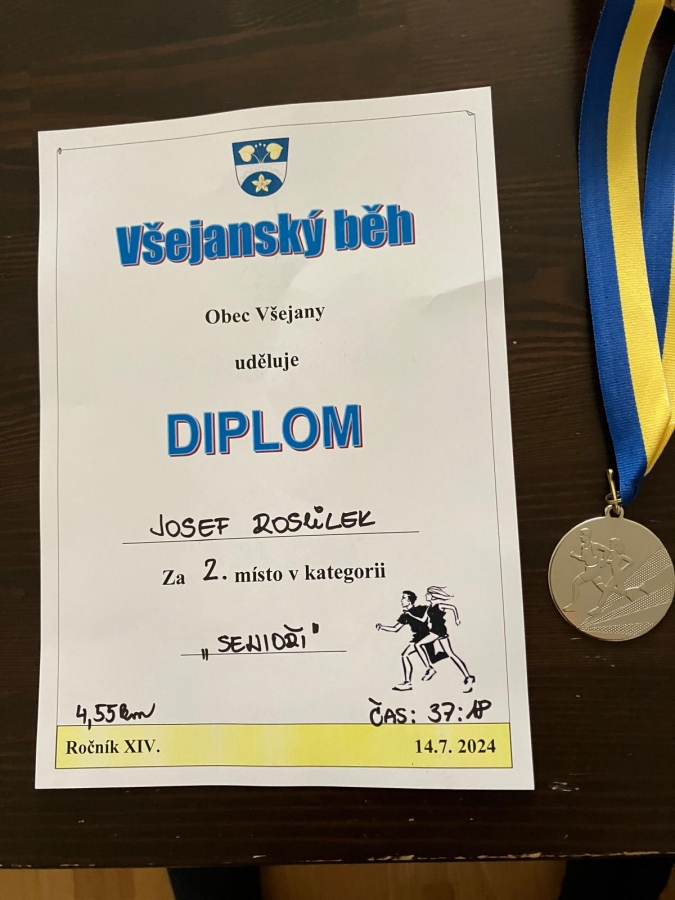 Všejanský běh
Obec Všejany
uděluje
DIPLOM
JOSEF
Za 2. místo v kategorii
„SENIOŘI"
4,55km
ČAS: 37:18
Ročník XIV.
14.7. 2024